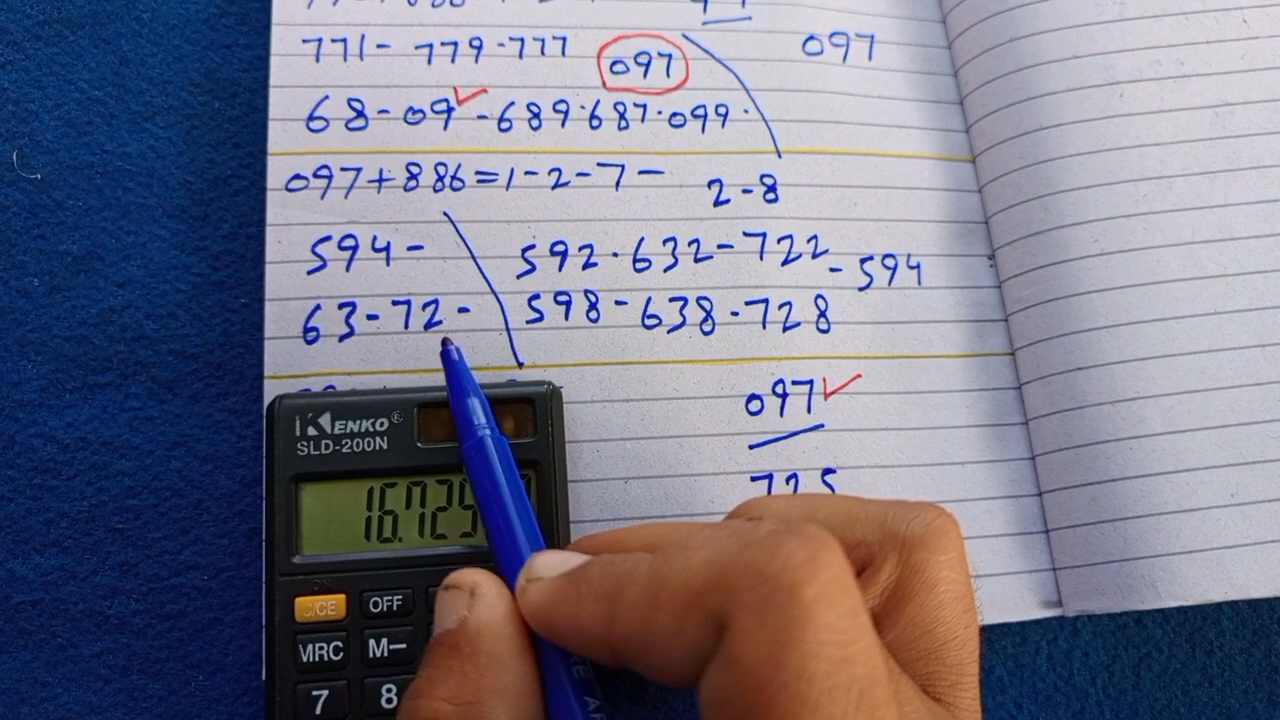 771- 779-777 097 097
68-09-689·687·099·
097+886=1-2-7- 2-8
594- 592·632-722-594
63-72- 598-638-728
097
725
KENKO®
SLD-200N
16.725
C/CE OFF
MRC M-
7 8